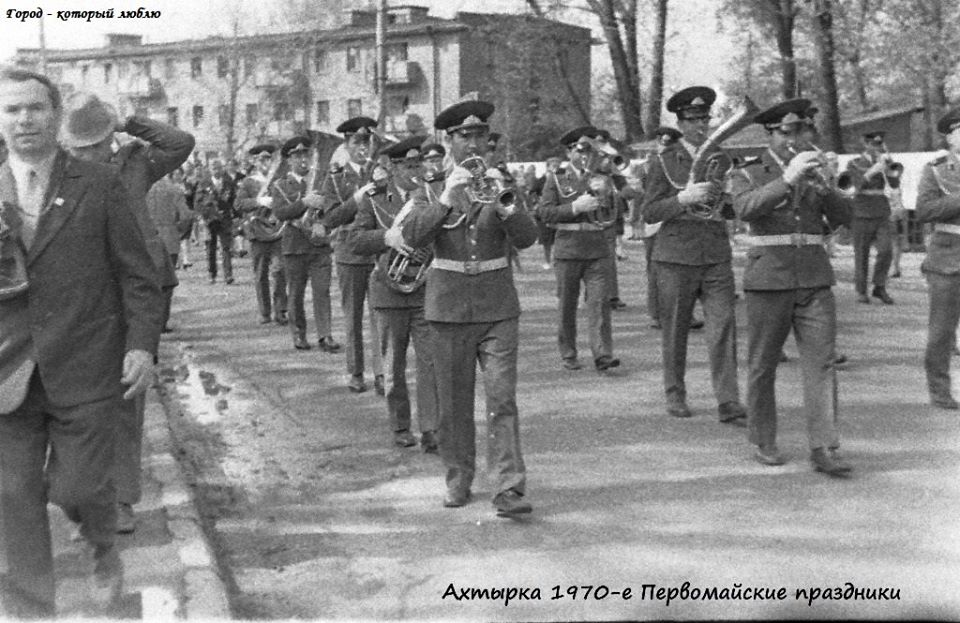 Город - который люблю
Ахтырка 1970-е Первомайские праздники